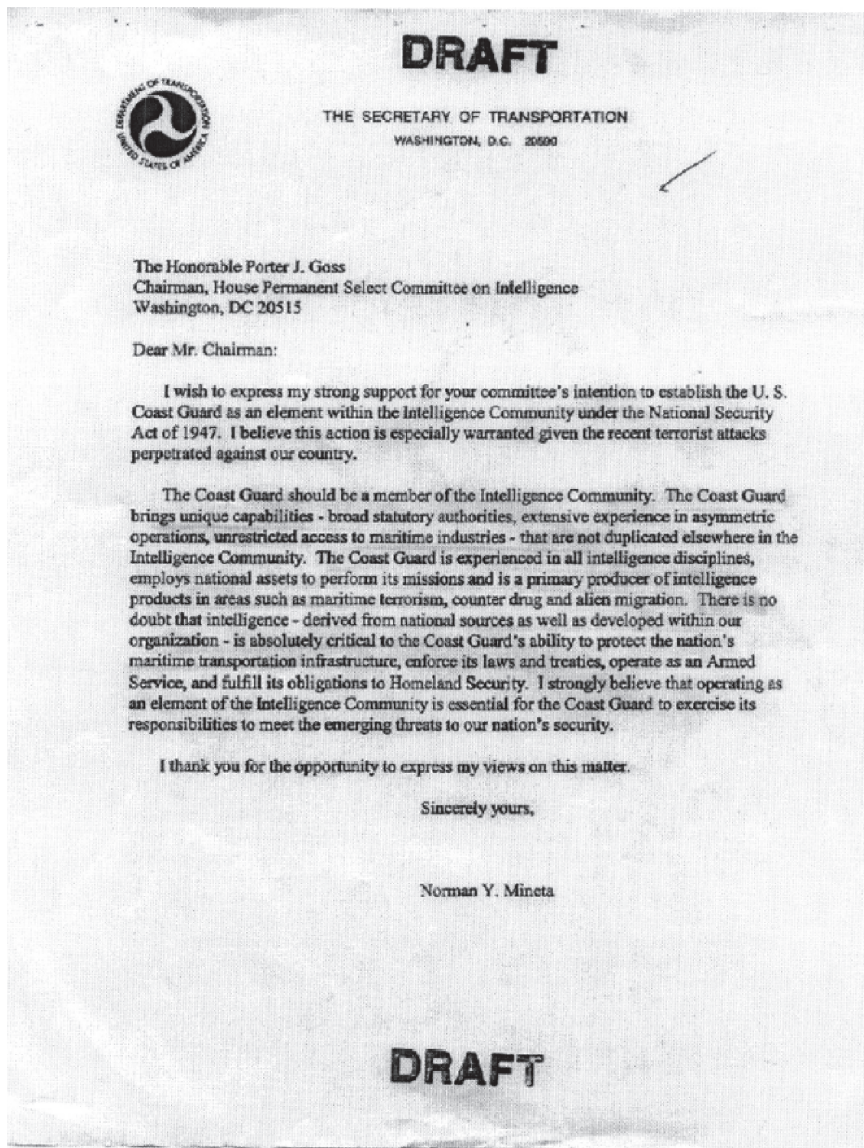 DRAFT
DEPARTMENT OF TRANSPORTATION
UNITED STATES OF AMERICA
THE SECRETARY OF TRANSPORTATION
WASHINGTON, D.C. 20590
The Honorable Porter J. Goss
Chairman, House Permanent Select Committee on Intelligence
Washington, DC 20515
Dear Mr. Chairman:
I wish to express my strong support for your committee's intention to establish the U. S.
Coast Guard as an element within the Intelligence Community under the National Security
Act of 1947. I believe this action is especially warranted given the recent terrorist attacks
perpetrated against our country.
The Coast Guard should be a member of the Intelligence Community. The Coast Guard
brings unique capabilities - broad statutory authorities, extensive experience in asymmetric
operations, unrestricted access to maritime industries - that are not duplicated elsewhere in the
Intelligence Community. The Coast Guard is experienced in all intelligence disciplines,
employs national assets to perform its missions and is a primary producer of intelligence
products in areas such as maritime terrorism, counter drug and alien migration. There is no
doubt that intelligence - derived from national sources as well as developed within our
organization - is absolutely critical to the Coast Guard's ability to protect the nation's
maritime transportation infrastructure, enforce its laws and treaties, operate as an Armed
Service, and fulfill its obligations to Homeland Security. I strongly believe that operating as
an element of the Intelligence Community is essential for the Coast Guard to exercise its
responsibilities to meet the emerging threats to our nation's security.
I thank you for the opportunity to express my views on this matter.
Sincerely yours,
Norman Y. Mineta
DRAFT